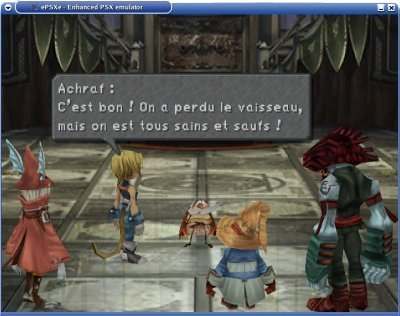 ePSXe - Enhanced PSX emulator
Achraf :
C'est bon ! On a perdu le vaisseau,
mais on est tous sains et saufs !